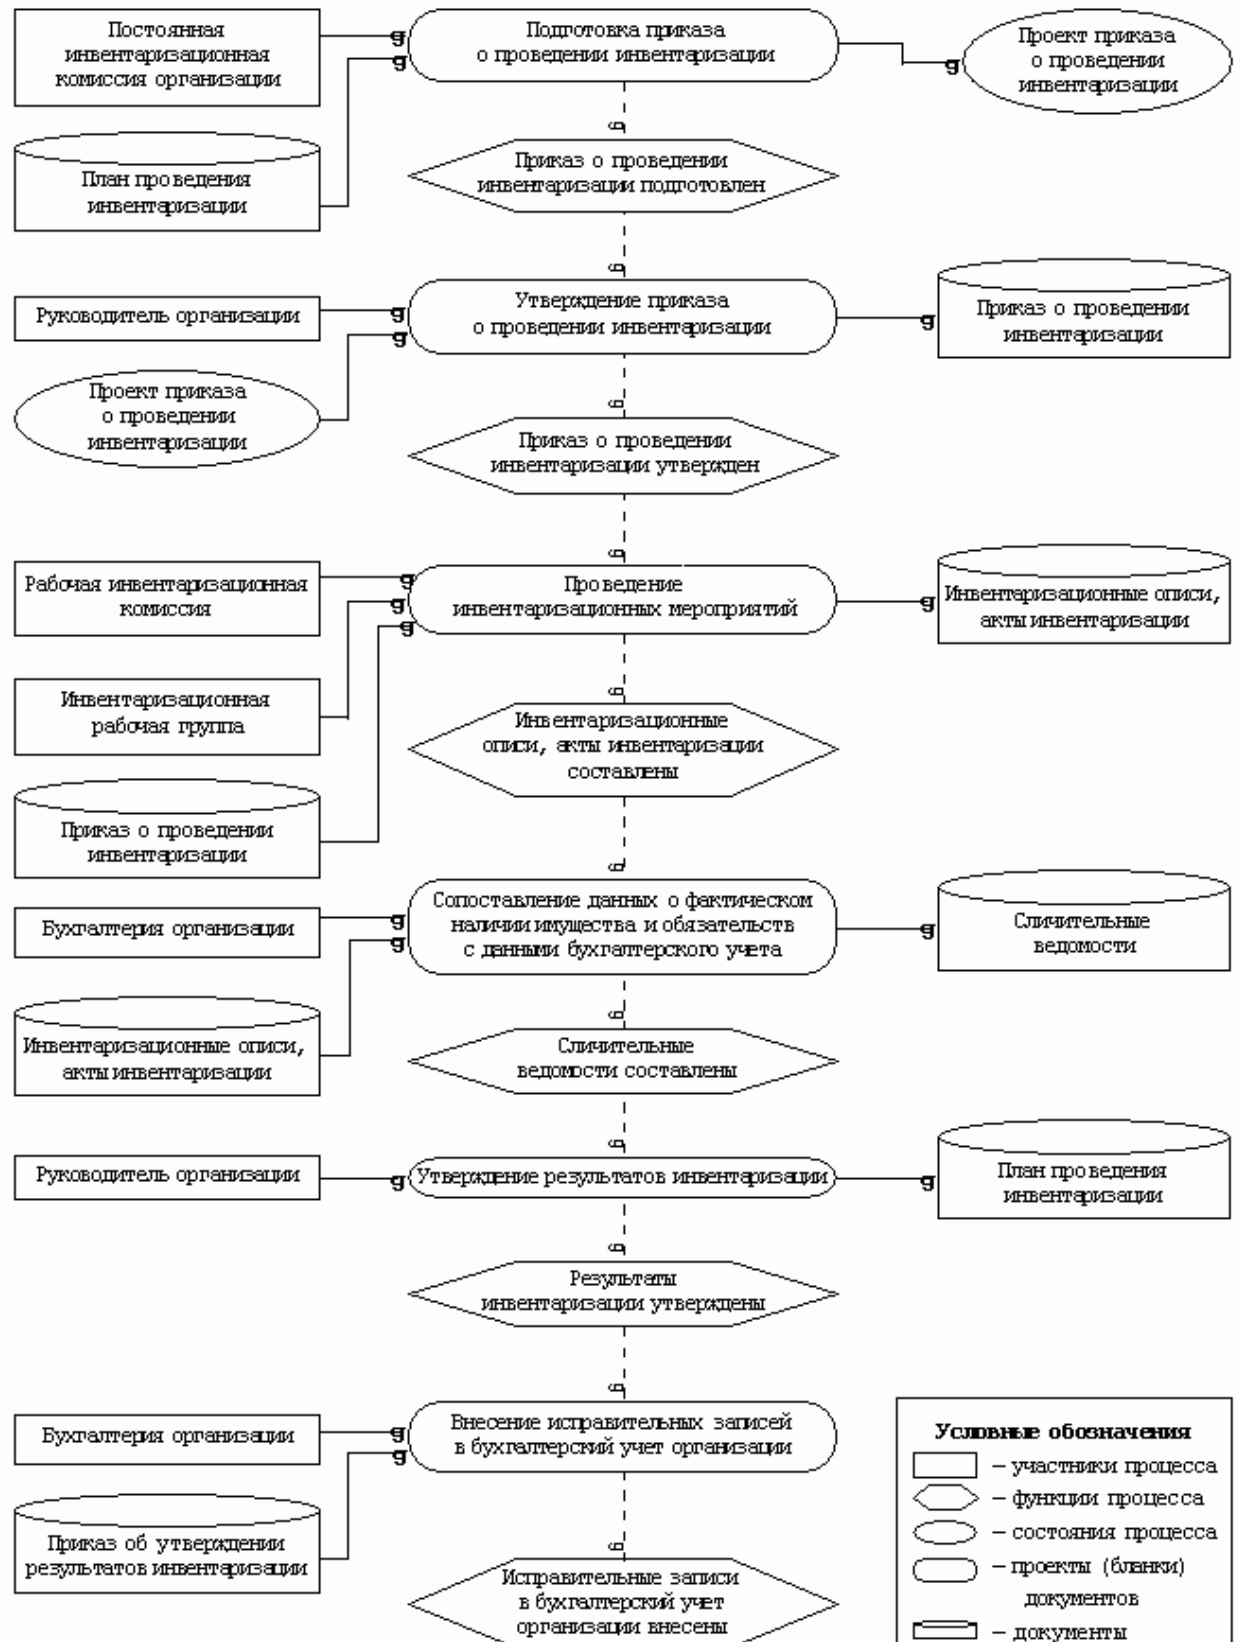 Постоянная
инвентаризационная
комиссия организации
Подготовка приказа
о проведении инвентаризации
Проект приказа
о проведении
инвентаризации
План проведения
инвентаризации
Приказ о проведении
инвентаризации подготовлен
Руководитель организации
Утверждение приказа
о проведении инвентаризации
Приказ о проведении
инвентаризации
Проект приказа
о проведении
инвентаризации
Приказ о проведении
инвентаризации утвержден
Рабочая инвентаризационная
комиссия
Проведение
инвентаризационных мероприятий
Инвентаризационные описи,
акты инвентаризации
Инвентаризационная
рабочая группа
Инвентаризационные
описи, акты инвентаризации
составлены
Приказ о проведении
инвентаризации
Бухгалтерия организации
Сопоставление данных о фактическом
наличии имущества и обязательств
с данными бухгалтерского учета
Сличительные
ведомости
Инвентаризационные описи,
акты инвентаризации
Сличительные
ведомости составлены
Руководитель организации
Утверждение результатов инвентаризации
План проведения
инвентаризации
Результаты
инвентаризации утверждены
Бухгалтерия организации
Внесение исправительных записей
в бухгалтерский учет организации
Приказ об утверждении
результатов инвентаризации
Исправительные записи
в бухгалтерский учет
организации внесены
Условные обозначения
– участники процесса
– функции процесса
– состояния процесса
– проекты (бланки)
документов
– документы